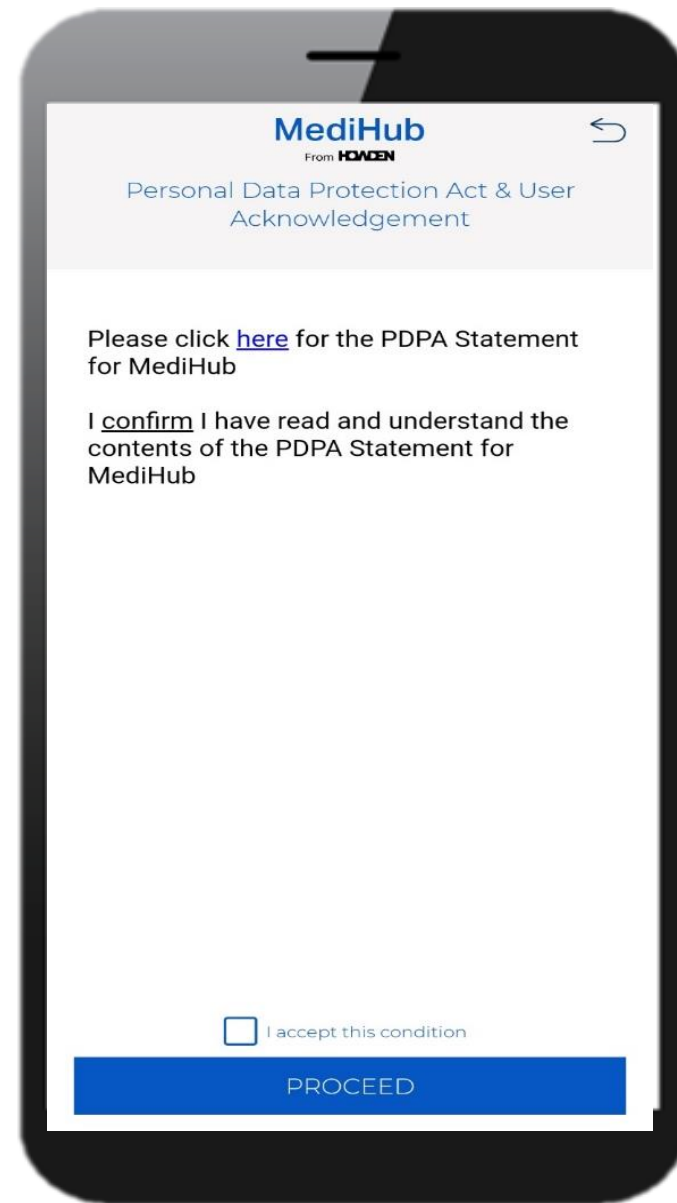 MediHub
From HOWDEN
Personal Data Protection Act & User
Acknowledgement
Please click here for the PDPA Statement
for MediHub
I confirm I have read and understand the
contents of the PDPA Statement for
MediHub
I accept this condition
PROCEED